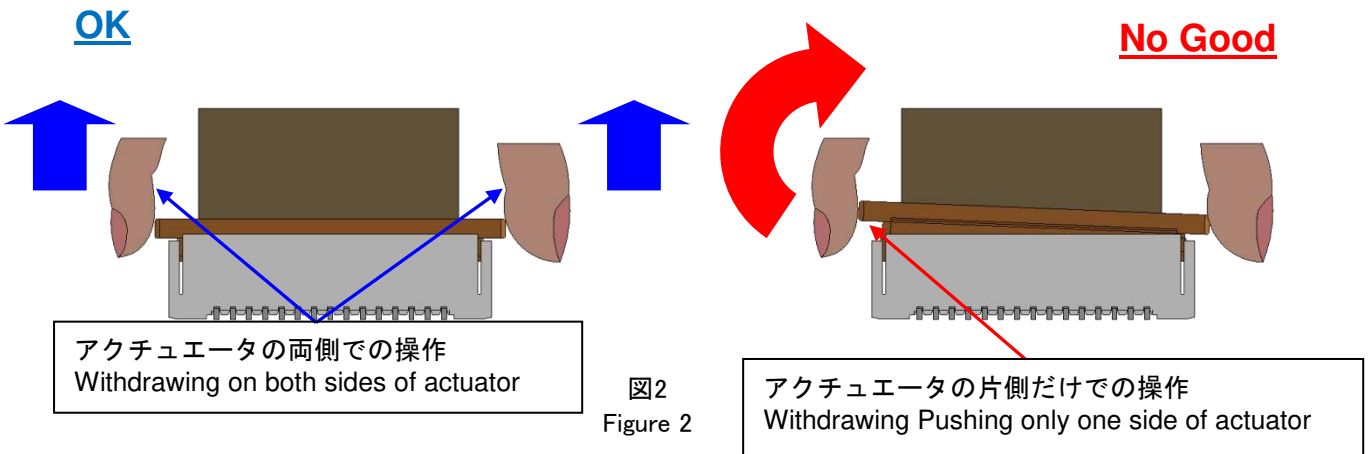 OK
No Good
アクチュエータの両側での操作
Withdrawing on both sides of actuator
図2
Figure 2
アクチュエータの片側だけでの操作
Withdrawing Pushing only one side of actuator